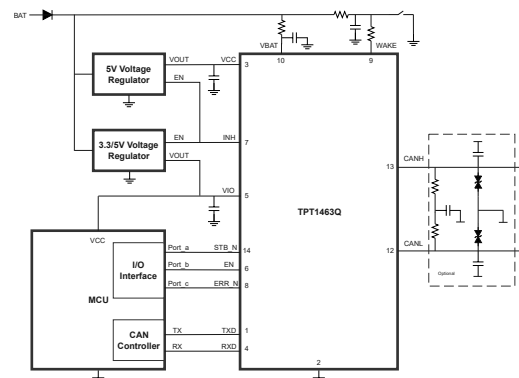 BAT
VBAT
WAKE
10
9
5V Voltage
Regulator
VOUT
EN
VCC
3
3.3/5V Voltage
Regulator
EN
VOUT
INH
7
VIO
5
TPT1463Q
13
CANH
12
CANL
Optional
VCC
MCU
I/O
Interface
Port_a
STB_N
14
Port_b
EN
6
Port_c
ERR_N
8
CAN
Controller
TX
TXD
1
RX
RXD
4
2